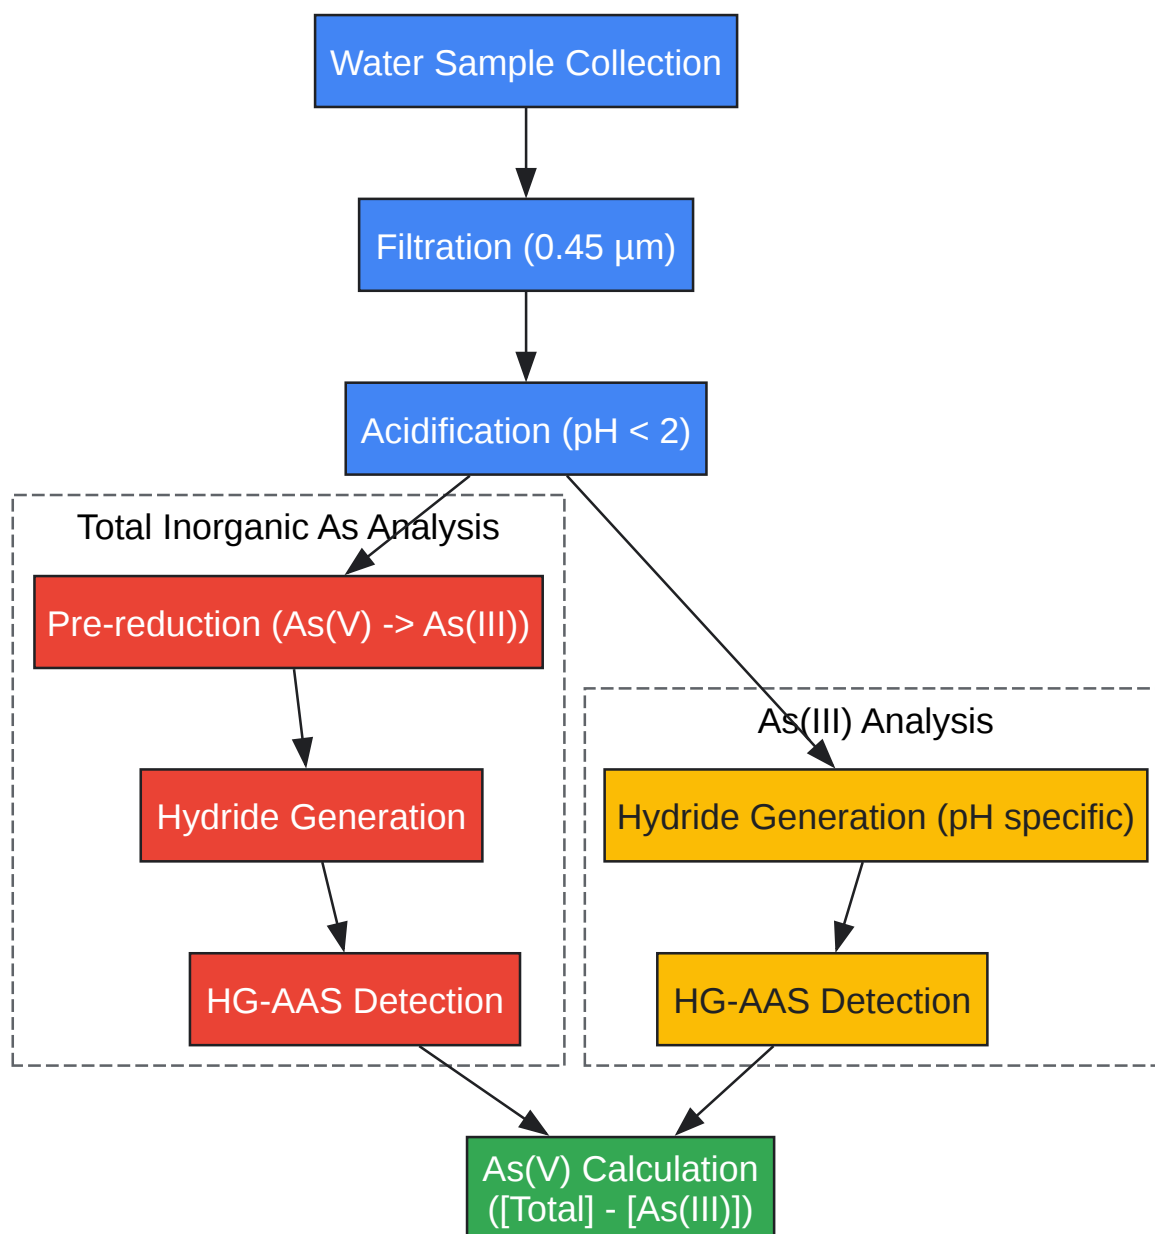 Water Sample Collection
Filtration (0.45 µm)
Acidification (pH < 2)
Total Inorganic As Analysis
Pre-reduction (As(V) -> As(III))
Hydride Generation
HG-AAS Detection
As(III) Analysis
Hydride Generation (pH specific)
HG-AAS Detection
As(V) Calculation
([Total] - [As(III)])